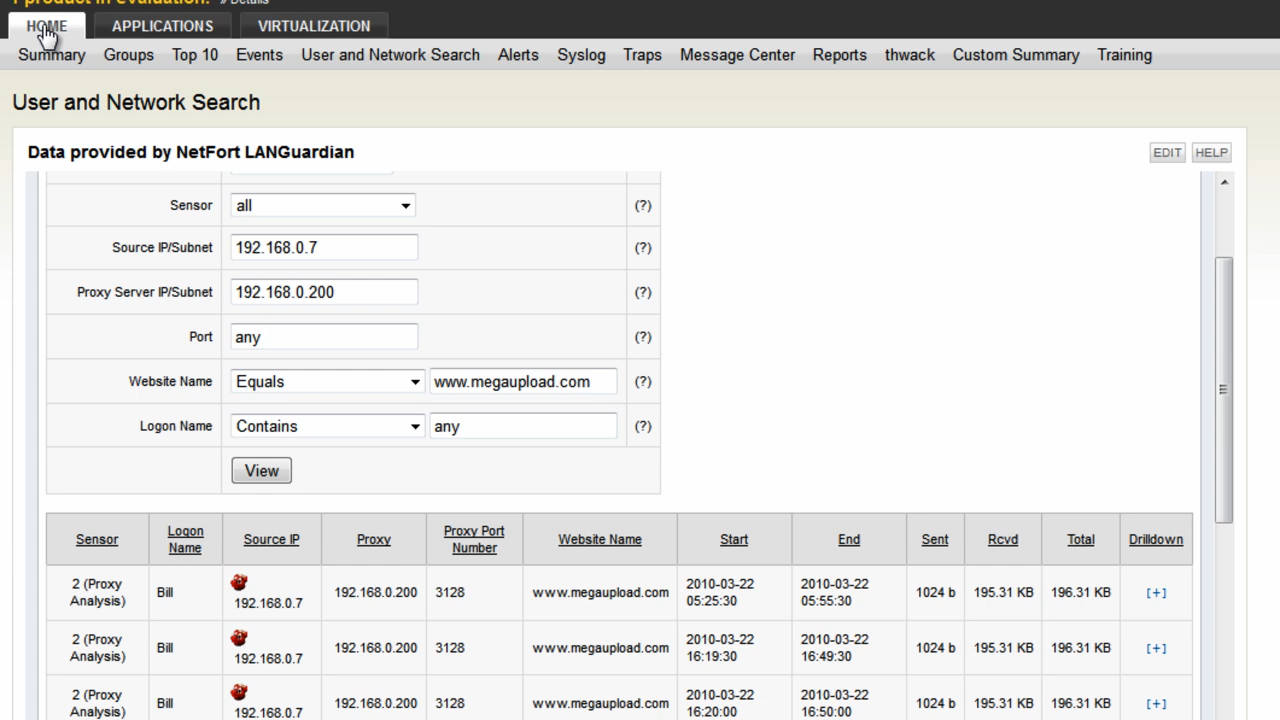 1 product in evaluation. » Details
HOME APPLICATIONS VIRTUALIZATION
Summary Groups Top 10 Events User and Network Search Alerts Syslog Traps Message Center Reports thwack Custom Summary Training
User and Network Search
Data provided by NetFort LANGuardian EDIT HELP
Sensor all (?)
Source IP/Subnet 192.168.0.7 (?)
Proxy Server IP/Subnet 192.168.0.200 (?)
Port any (?)
Website Name Equals www.megaupload.com (?)
Logon Name Contains any (?)
View
Sensor Logon Name Source IP Proxy Proxy Port Number Website Name Start End Sent Rcvd Total Drilldown
2 (Proxy Analysis) Bill 192.168.0.7 192.168.0.200 3128 www.megaupload.com 2010-03-22 05:25:30 2010-03-22 05:55:30 1024 b 195.31 KB 196.31 KB [+]
2 (Proxy Analysis) Bill 192.168.0.7 192.168.0.200 3128 www.megaupload.com 2010-03-22 16:19:30 2010-03-22 16:49:30 1024 b 195.31 KB 196.31 KB [+]
2 (Proxy Analysis) Bill 192.168.0.7 192.168.0.200 3128 www.megaupload.com 2010-03-22 16:20:00 2010-03-22 16:50:00 1024 b 195.31 KB 196.31 KB [+]